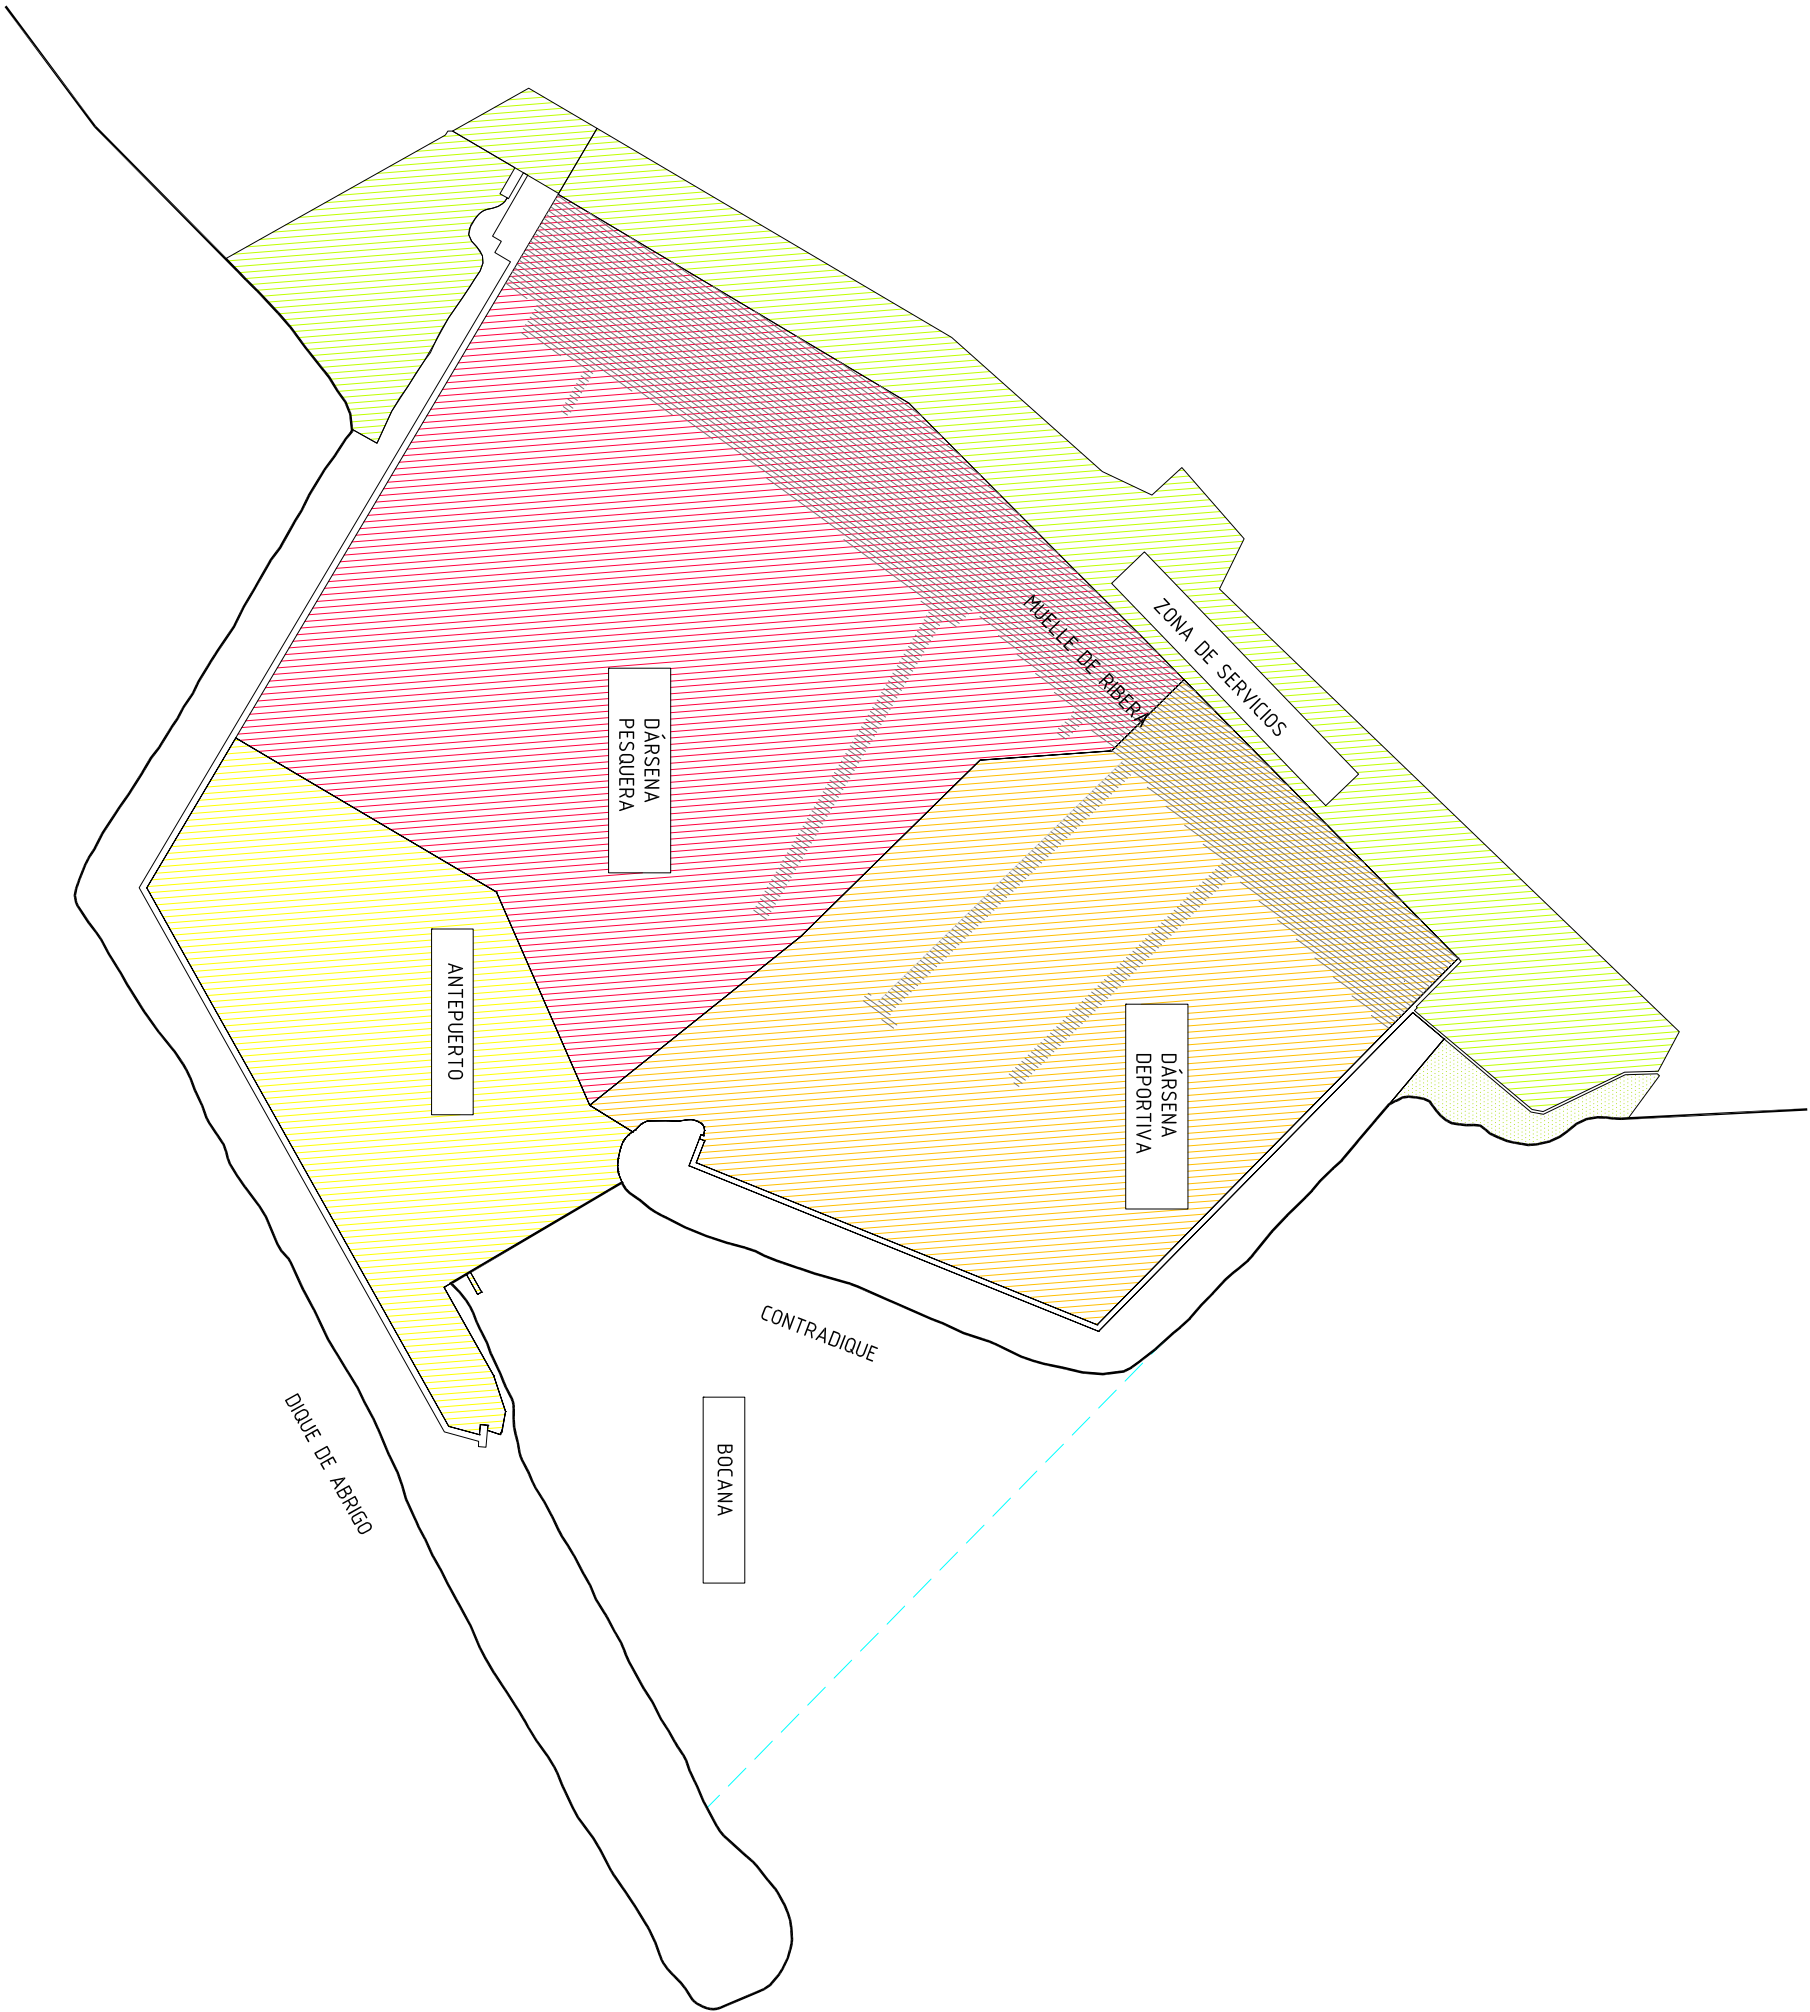 MUELLE DE RIBERA
ZONA DE SERVICIOS
DÁRSENA
PESQUERA
ANTEPUERTO
DÁRSENA
DEPORTIVA
CONTRADIQUE
DIQUE DE ABRIGO
BOCANA